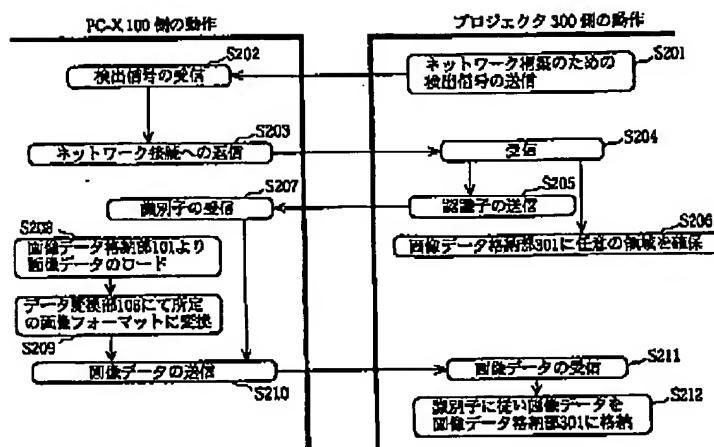 PC-X 100側の動作
プロジェクタ 300側の動作
S201
ネットワーク構築のための
検出信号の送信
S202
検出信号の受信
S203
ネットワーク接続への返信
S204
受信
S205
認識子の送信
S206
画像データ格納部301に任意の領域を確保
S207
識別子の受信
S208
画像データ格納部101より
画像データのロード
データ変換部108にて所定
の画像フォーマットに変換
S209
画像データの送信
S210
S211
画像データの受信
S212
識別子に従い画像データを
画像データ格納部301に格納